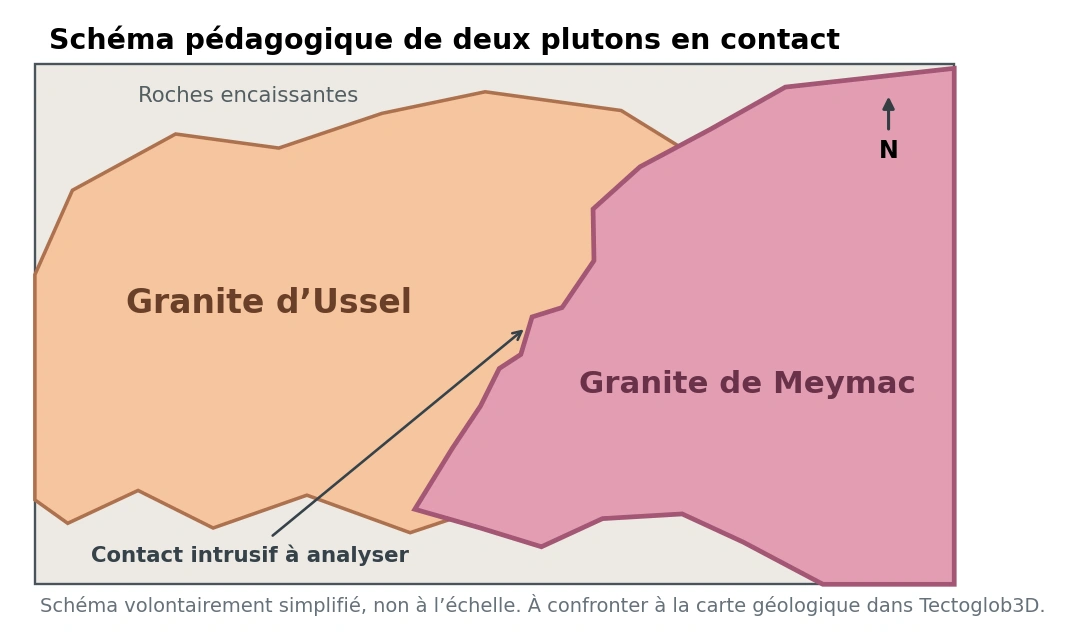 Schéma pédagogique de deux plutons en contact
Roches encaissantes
N
Granite d’Ussel
Granite de Meymac
Contact intrusif à analyser
Schéma volontairement simplifié, non à l’échelle. À confronter à la carte géologique dans Tectoglob3D.